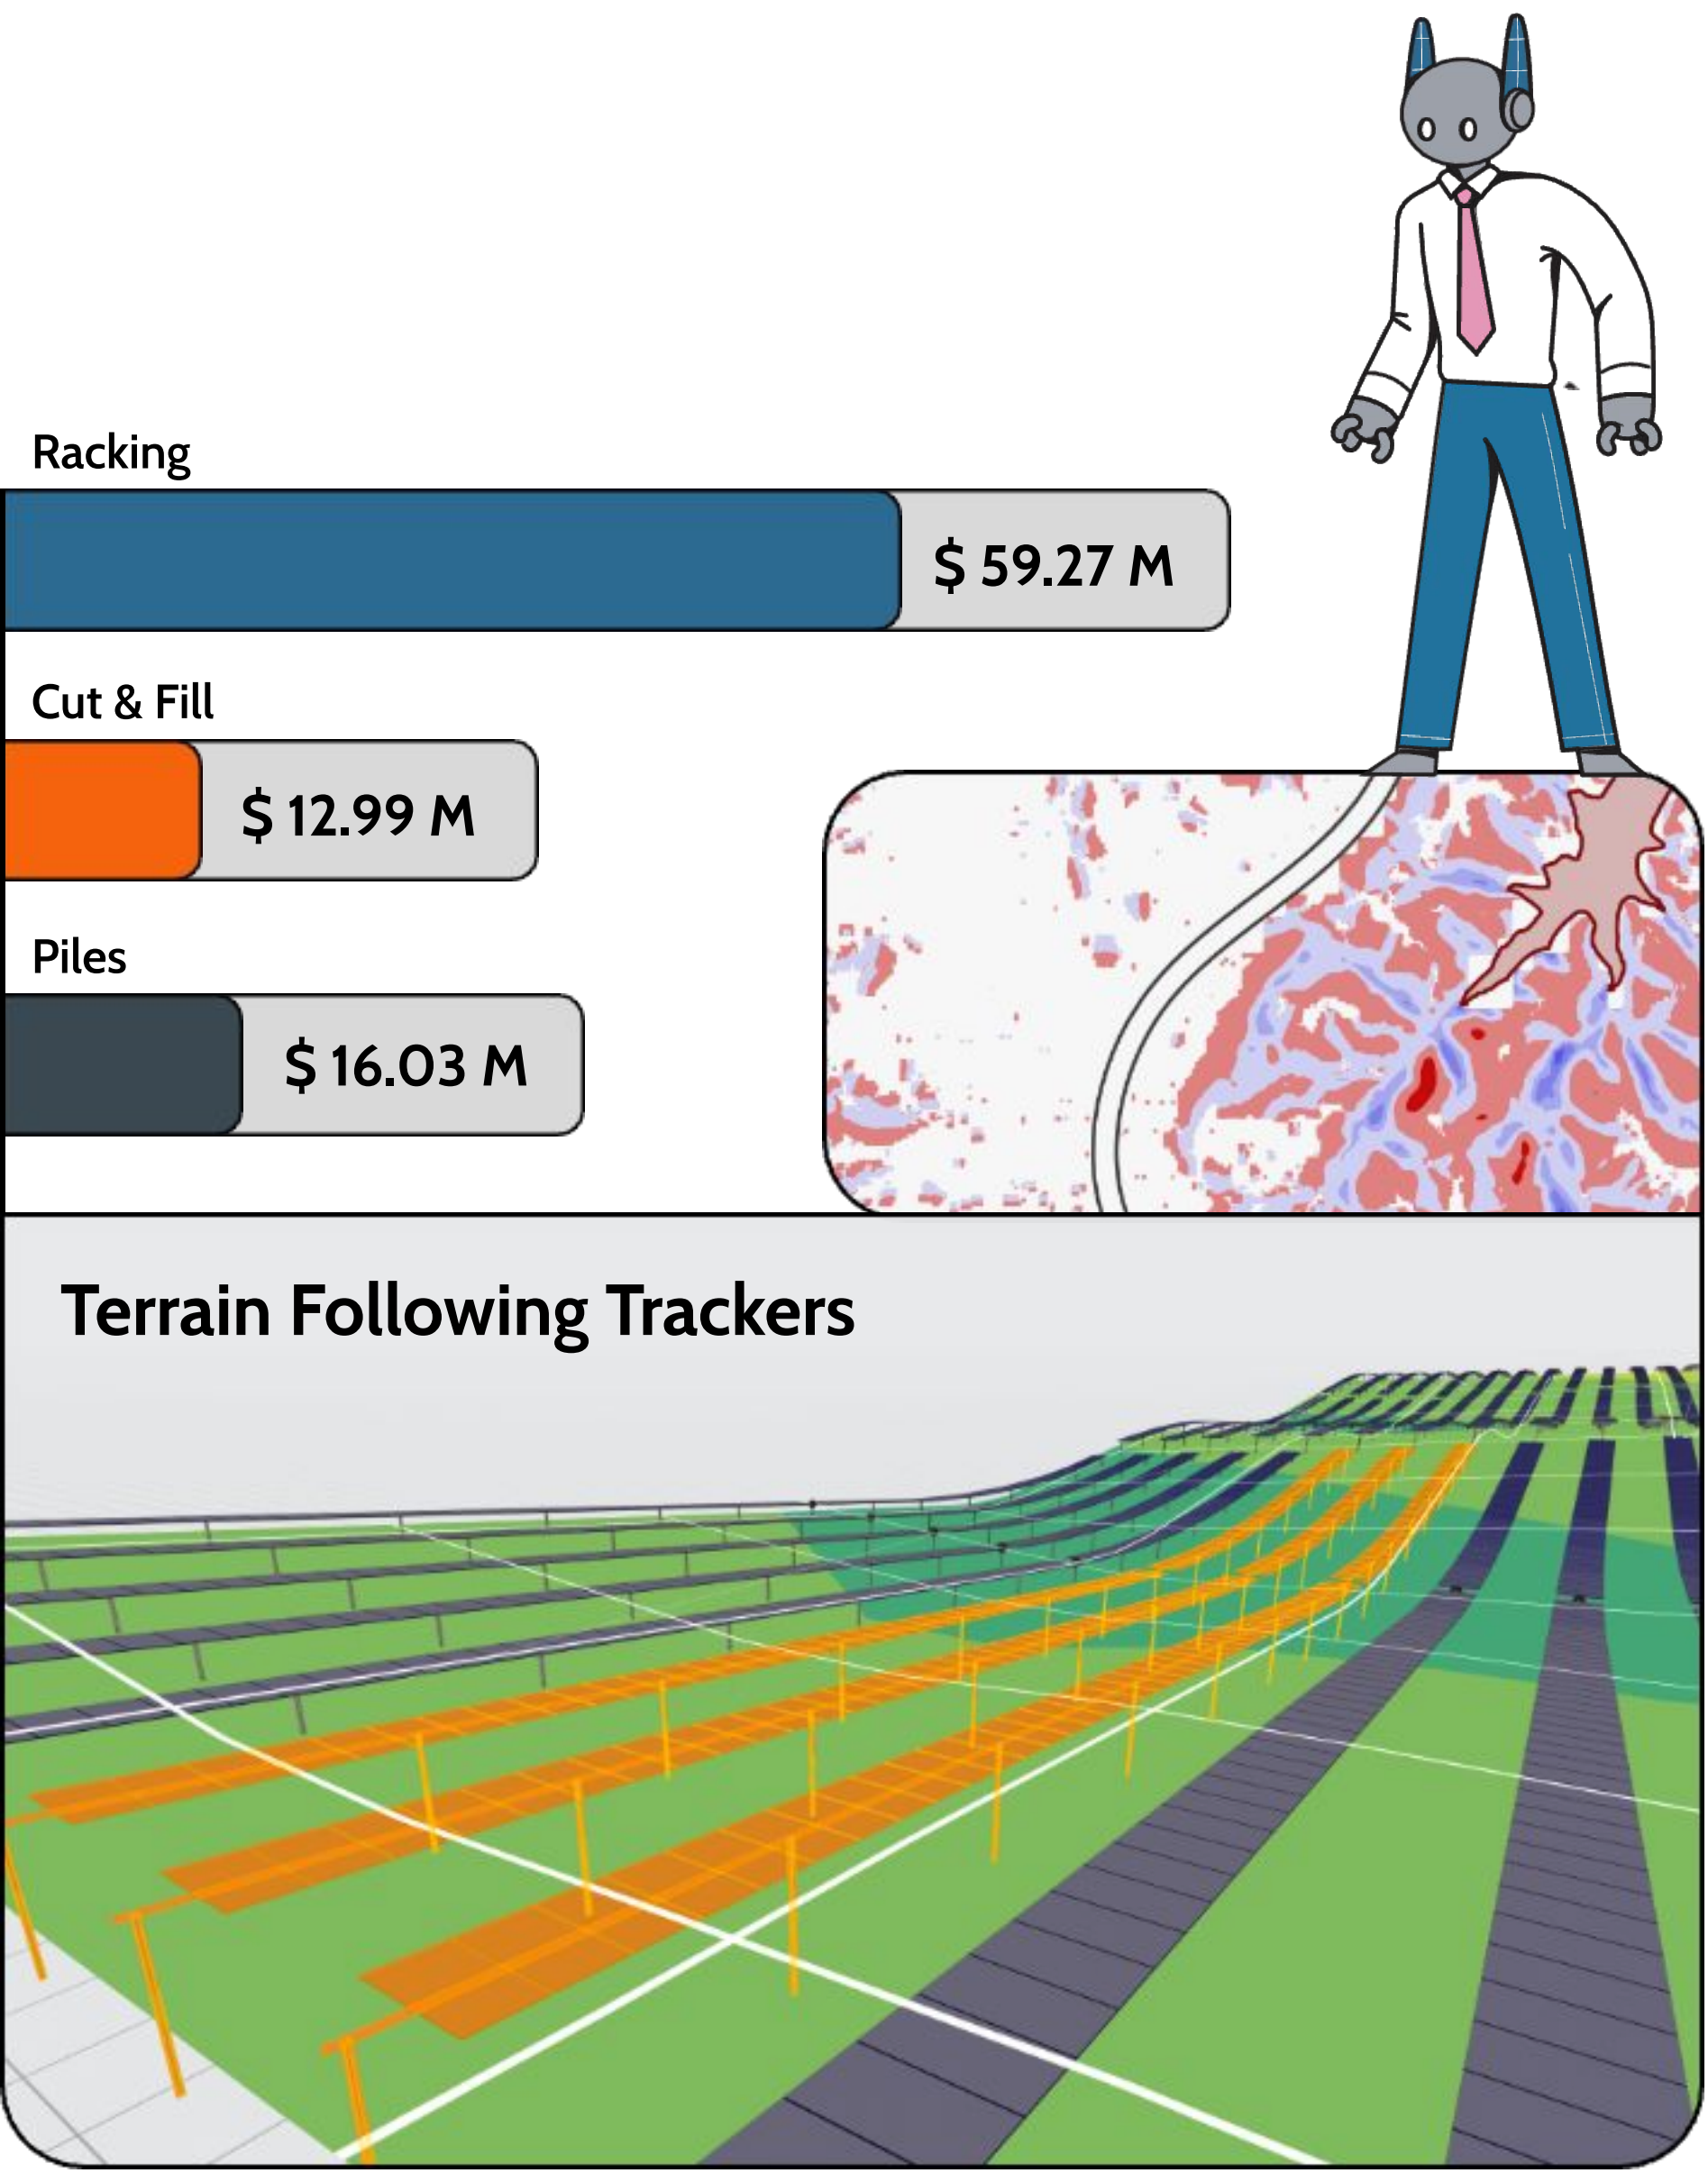 Racking
$ 59.27 M
Cut & Fill
$ 12.99 M
Piles
$ 16.03 M
Terrain Following Trackers